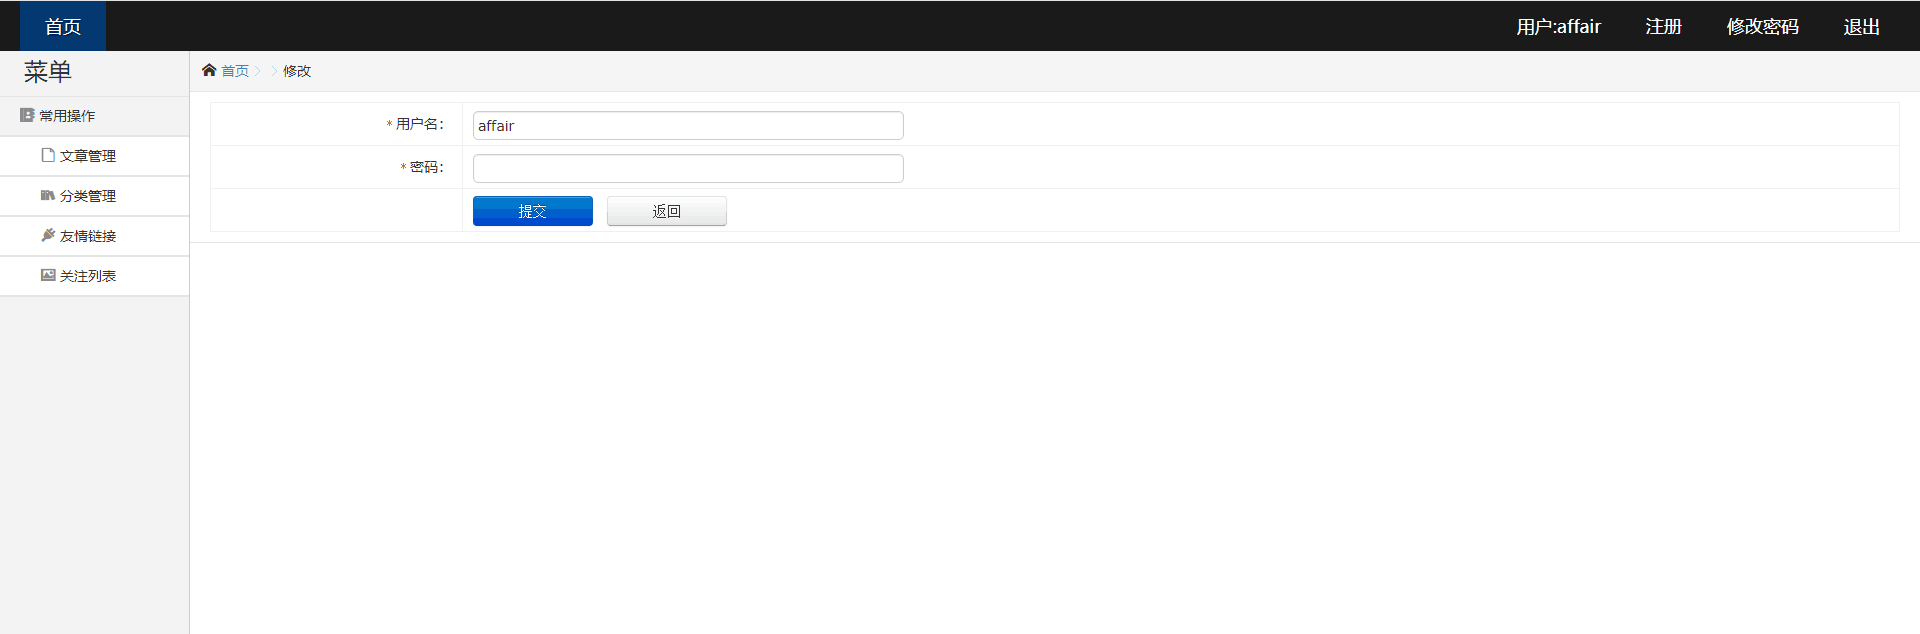 首页 用户:affair 注册 修改密码 退出
菜单
首页 修改
常用操作
文章管理
分类管理
友情链接
关注列表
*用户名： affair
*密码：
提交 返回